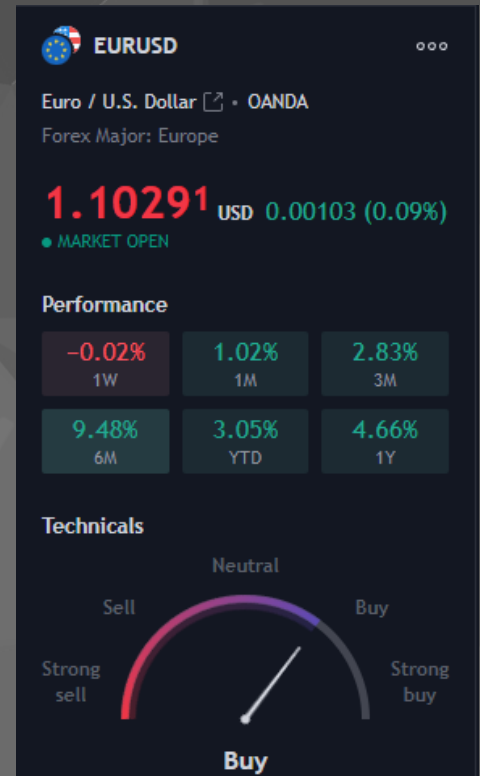 EURUSD
Euro / U.S. Dollar • OANDA
Forex Major: Europe
1.10291 USD 0.00103 (0.09%)
MARKET OPEN
Performance
−0.02% 1.02% 2.83%
1W 1M 3M
9.48% 3.05% 4.66%
6M YTD 1Y
Technicals
Neutral
Sell Buy
Strong sell Strong buy
Buy